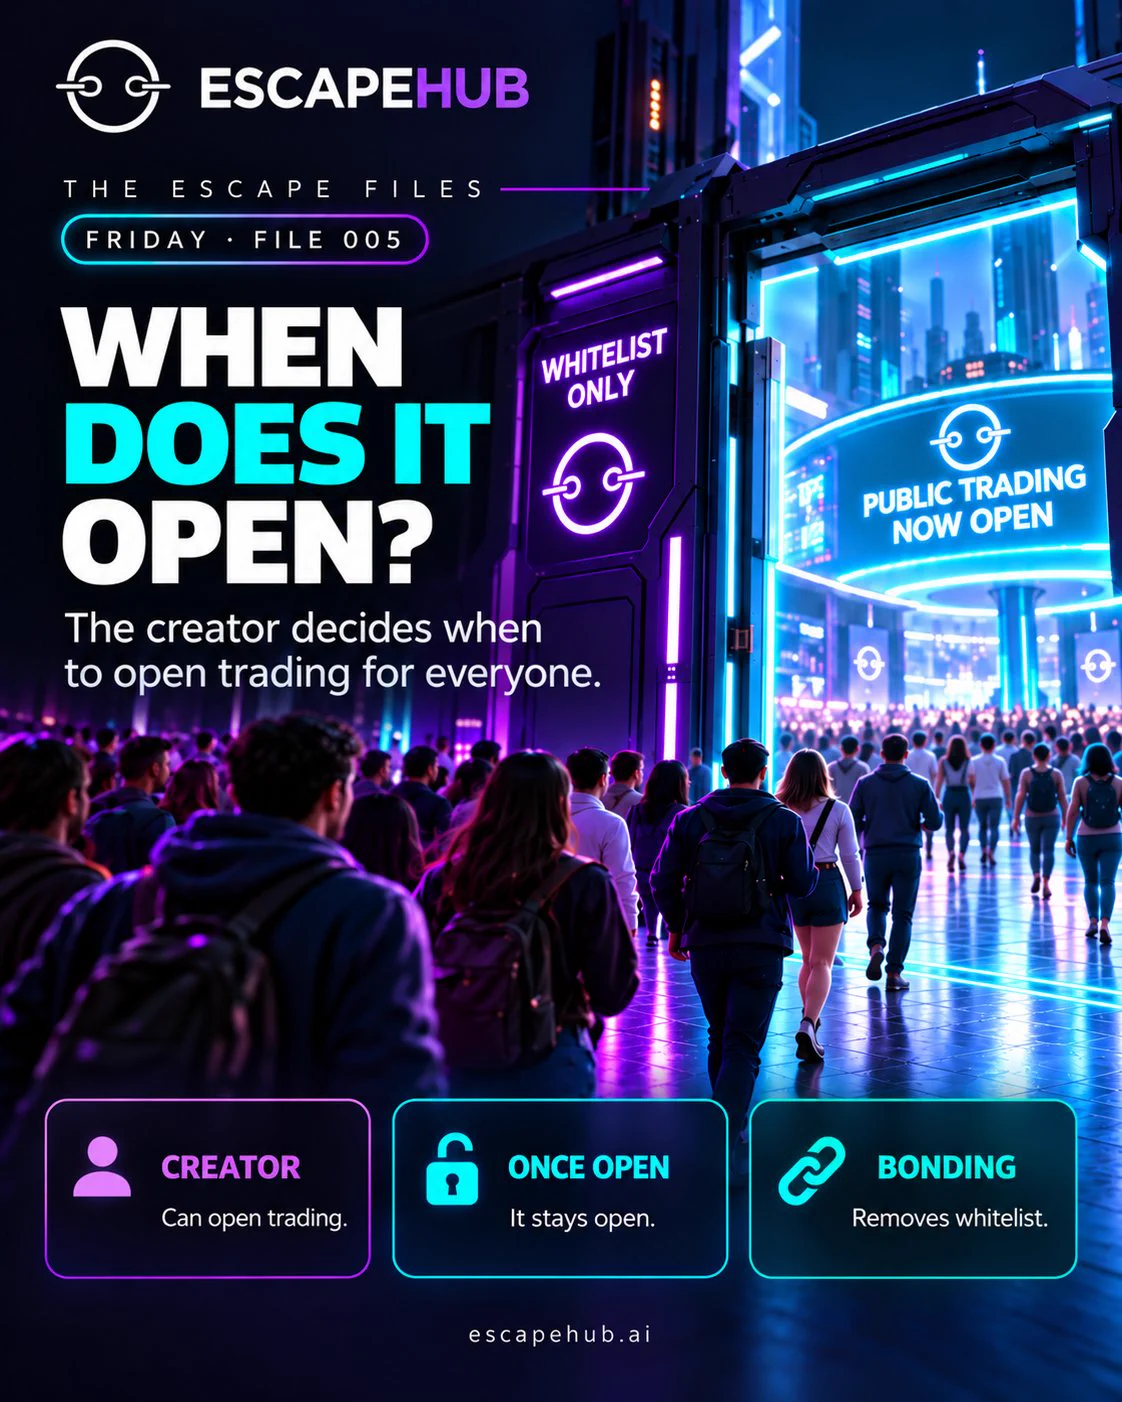 ESCAPEHUB
THE ESCAPE FILES
FRIDAY · FILE 005
WHEN
DOES IT
OPEN?
The creator decides when
to open trading for everyone.
WHITELIST
ONLY
PUBLIC TRADING
NOW OPEN
CREATOR
Can open trading.
ONCE OPEN
It stays open.
BONDING
Removes whitelist.
escapehub.ai